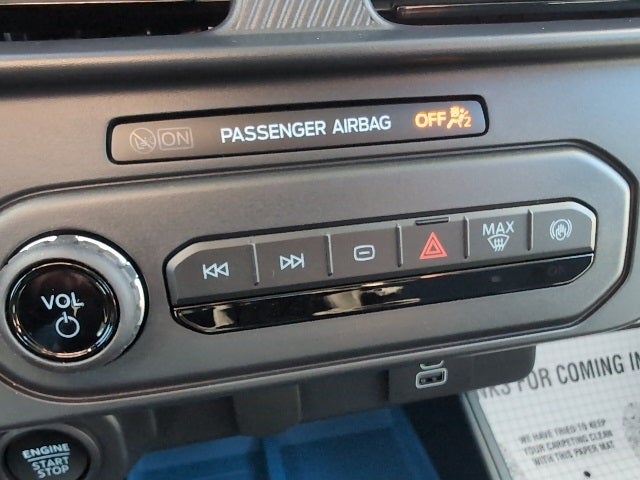 ON PASSENGER AIRBAG OFF 2
MAX
VOL
ENGINE
START
STOP
FOR COMING IN
WE HAVE TRIED TO KEEP
YOUR CARPETING CLEAN
WITH THIS PAPER MAT.